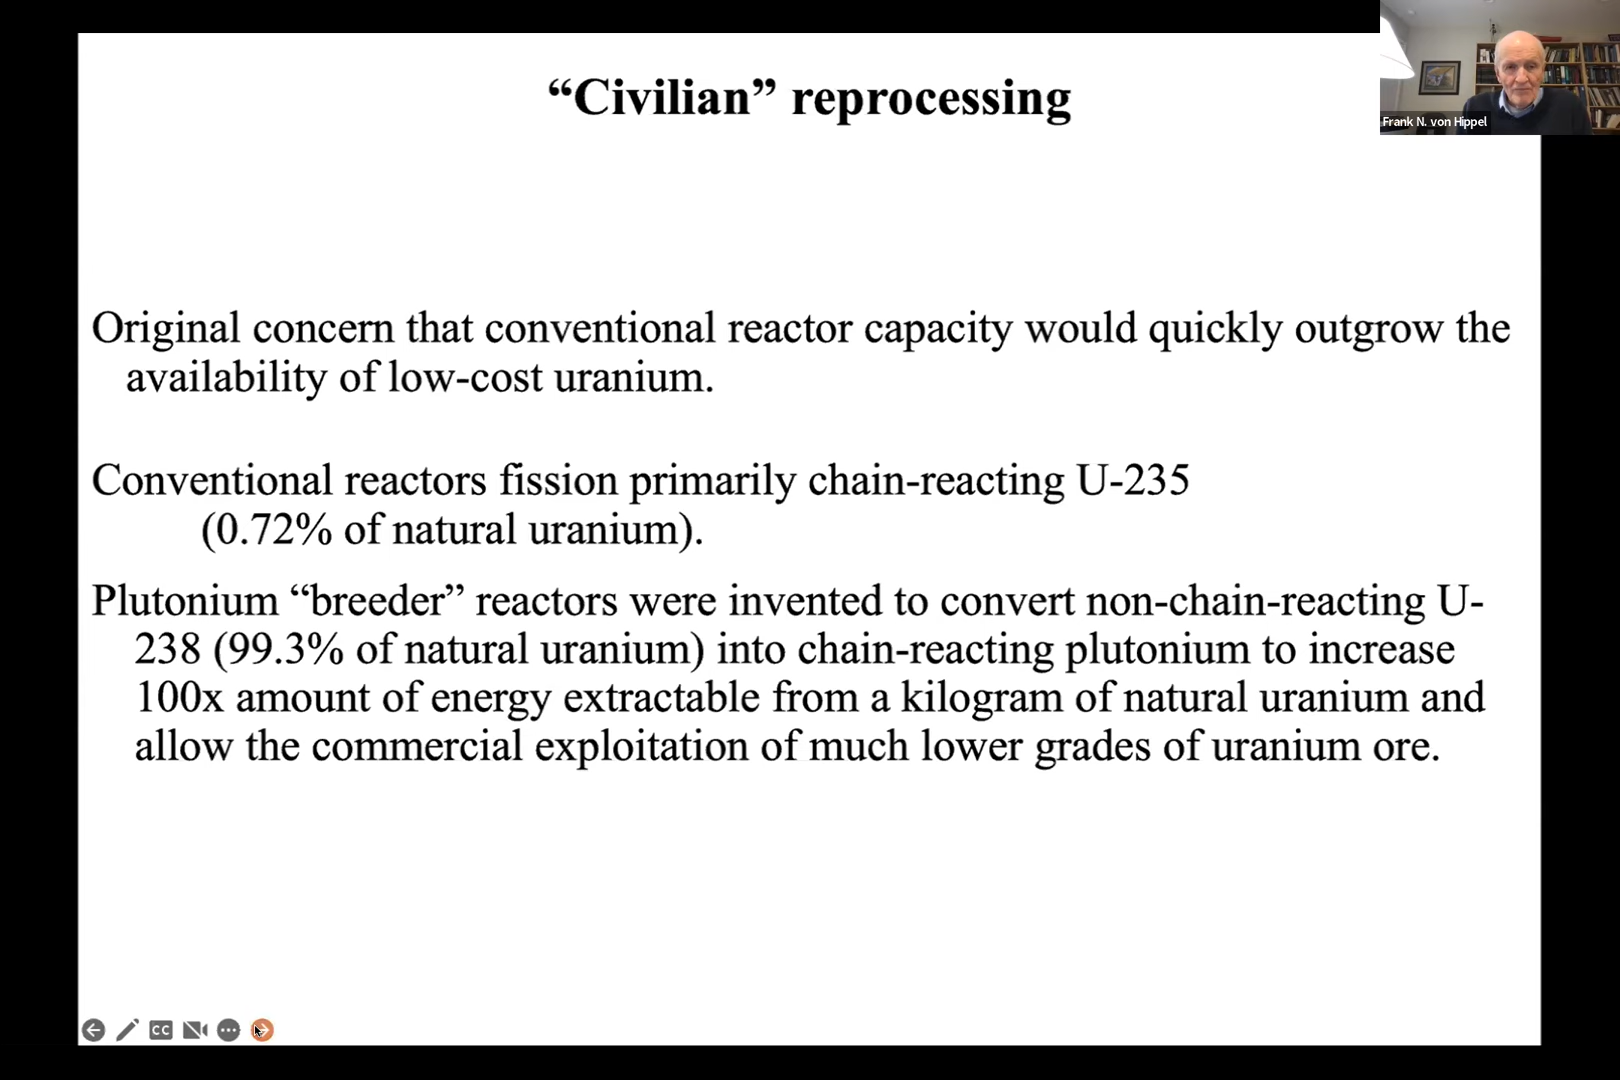 “Civilian” reprocessing
Frank N. von Hippel
Original concern that conventional reactor capacity would quickly outgrow the
availability of low-cost uranium.
Conventional reactors fission primarily chain-reacting U-235
(0.72% of natural uranium).
Plutonium “breeder” reactors were invented to convert non-chain-reacting U-
238 (99.3% of natural uranium) into chain-reacting plutonium to increase
100x amount of energy extractable from a kilogram of natural uranium and
allow the commercial exploitation of much lower grades of uranium ore.
CC